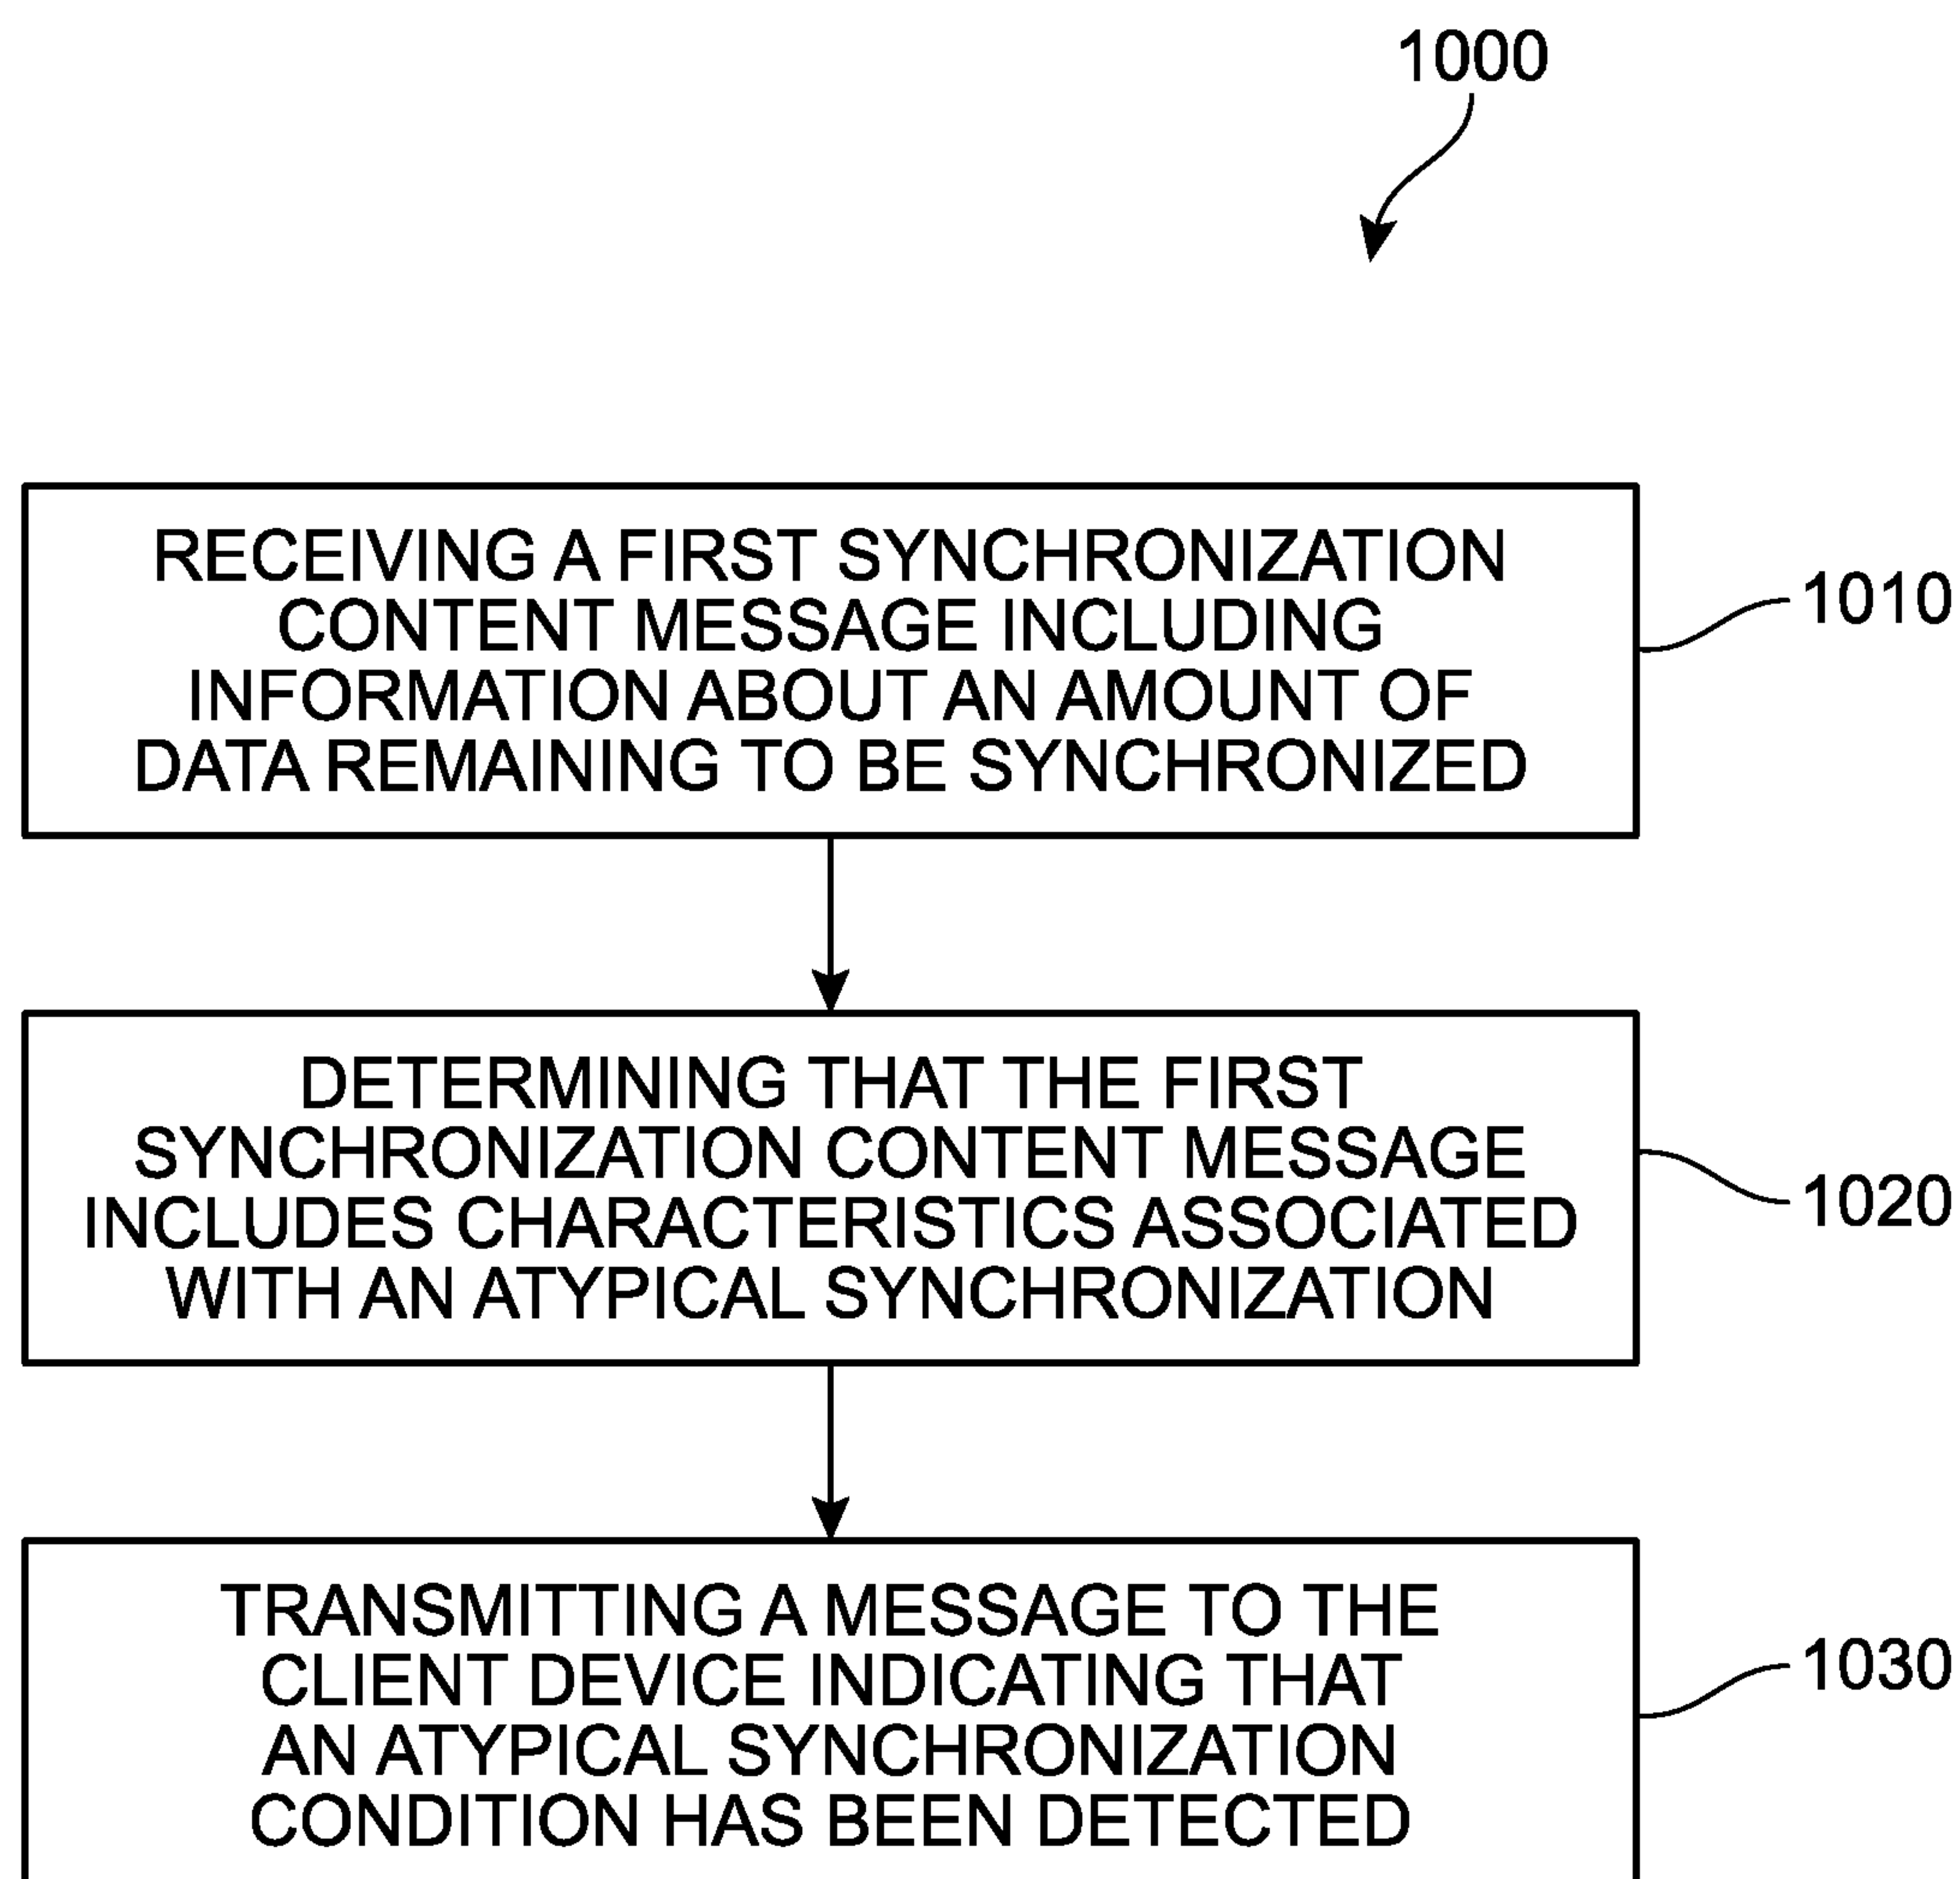 1000
RECEIVING A FIRST SYNCHRONIZATION
CONTENT MESSAGE INCLUDING
INFORMATION ABOUT AN AMOUNT OF
DATA REMAINING TO BE SYNCHRONIZED
1010
DETERMINING THAT THE FIRST
SYNCHRONIZATION CONTENT MESSAGE
INCLUDES CHARACTERISTICS ASSOCIATED
WITH AN ATYPICAL SYNCHRONIZATION
1020
TRANSMITTING A MESSAGE TO THE
CLIENT DEVICE INDICATING THAT
AN ATYPICAL SYNCHRONIZATION
CONDITION HAS BEEN DETECTED
1030